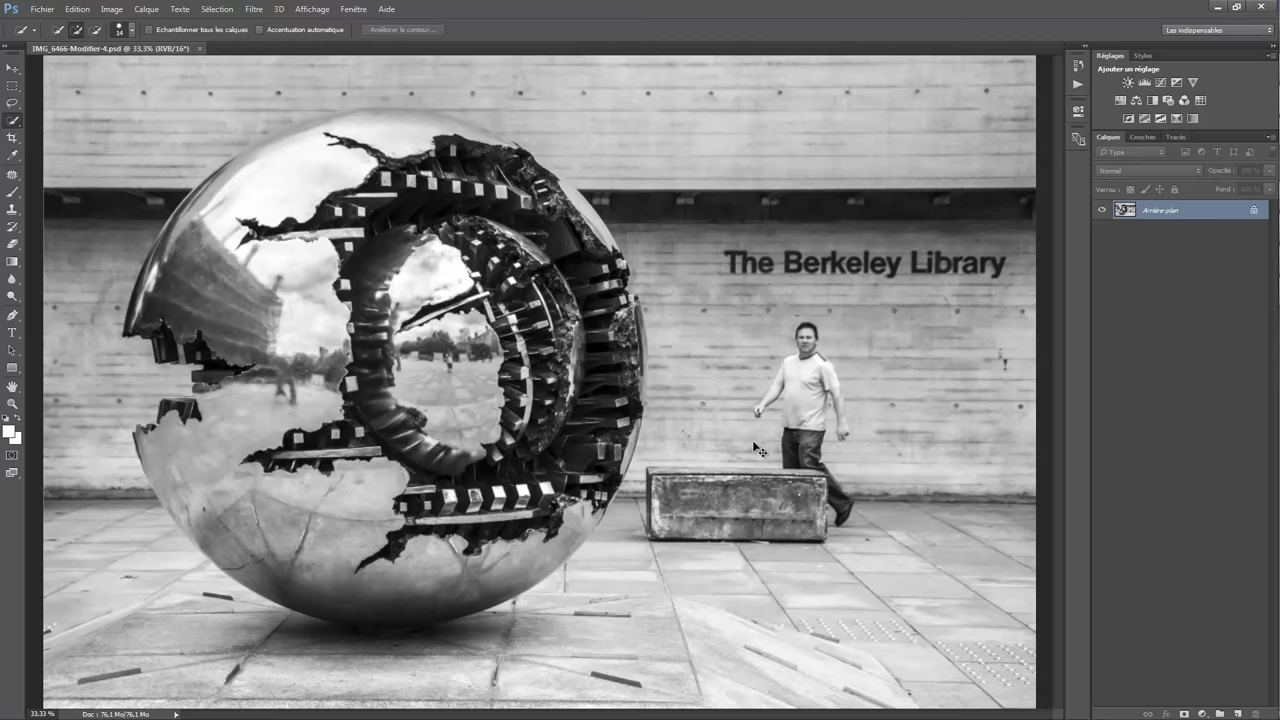 Ps Fichier Edition Image Calque Texte Sélection Filtre 3D Affichage Fenêtre Aide
14 Echantillonner tous les calques Accentuation automatique Améliorer le contour... Les indispensables
IMG_6466-Modifier-4.psd @ 33,3% (RVB/16*) ×
Réglages Styles
Ajouter un réglage
Calques Couches Tracés
Type
Normal Opacité :
Verrou : Fond :
Arrière-plan
The Berkeley Library
33,33 % Doc : 76,1 Mo/76,1 Mo